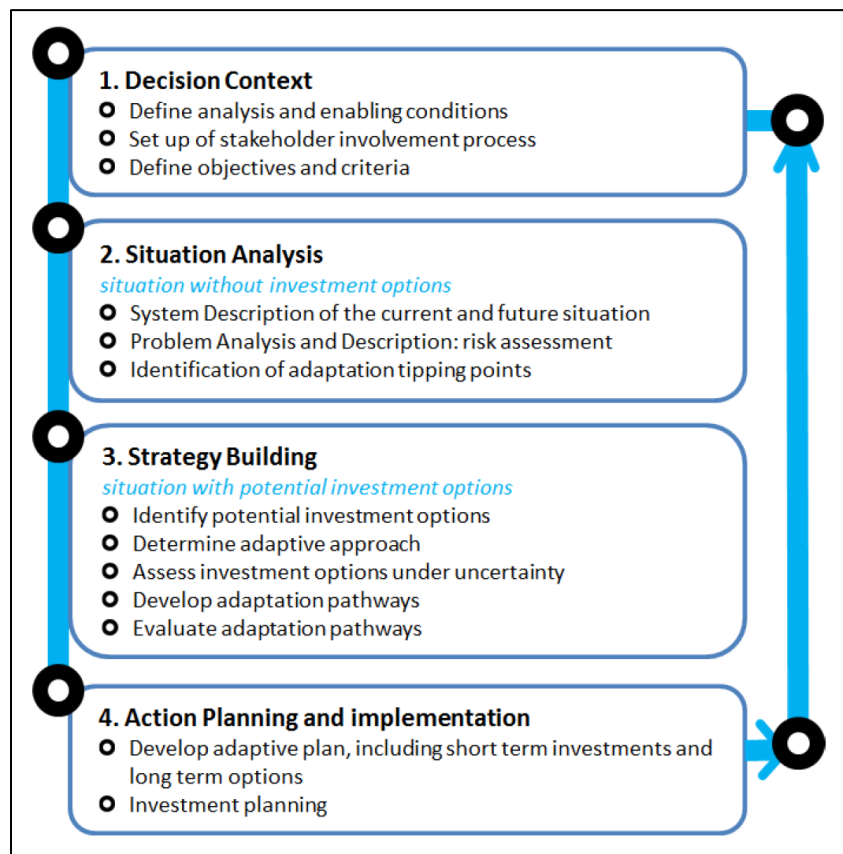 1. Decision Context
Define analysis and enabling conditions
Set up of stakeholder involvement process
Define objectives and criteria
2. Situation Analysis
situation without investment options
System Description of the current and future situation
Problem Analysis and Description: risk assessment
Identification of adaptation tipping points
3. Strategy Building
situation with potential investment options
Identify potential investment options
Determine adaptive approach
Assess investment options under uncertainty
Develop adaptation pathways
Evaluate adaptation pathways
4. Action Planning and implementation
Develop adaptive plan, including short term investments and
long term options
Investment planning